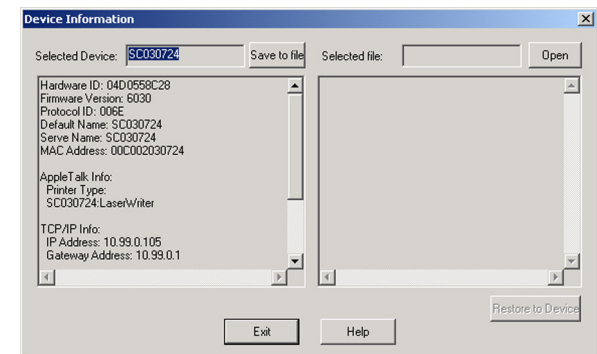 Device Information
Selected Device: SC030724 Save to file Selected file: Open
Hardware ID: 04D0558C28
Firmware Version: 6030
Protocol ID: 006E
Default Name: SC030724
Serve Name: SC030724
MAC Address: 00C002030724
AppleTalk Info:
Printer Type:
SC030724:LaserWriter
TCP/IP Info:
IP Address: 10.99.0.105
Gateway Address: 10.99.0.1
Restore to Device
Exit Help